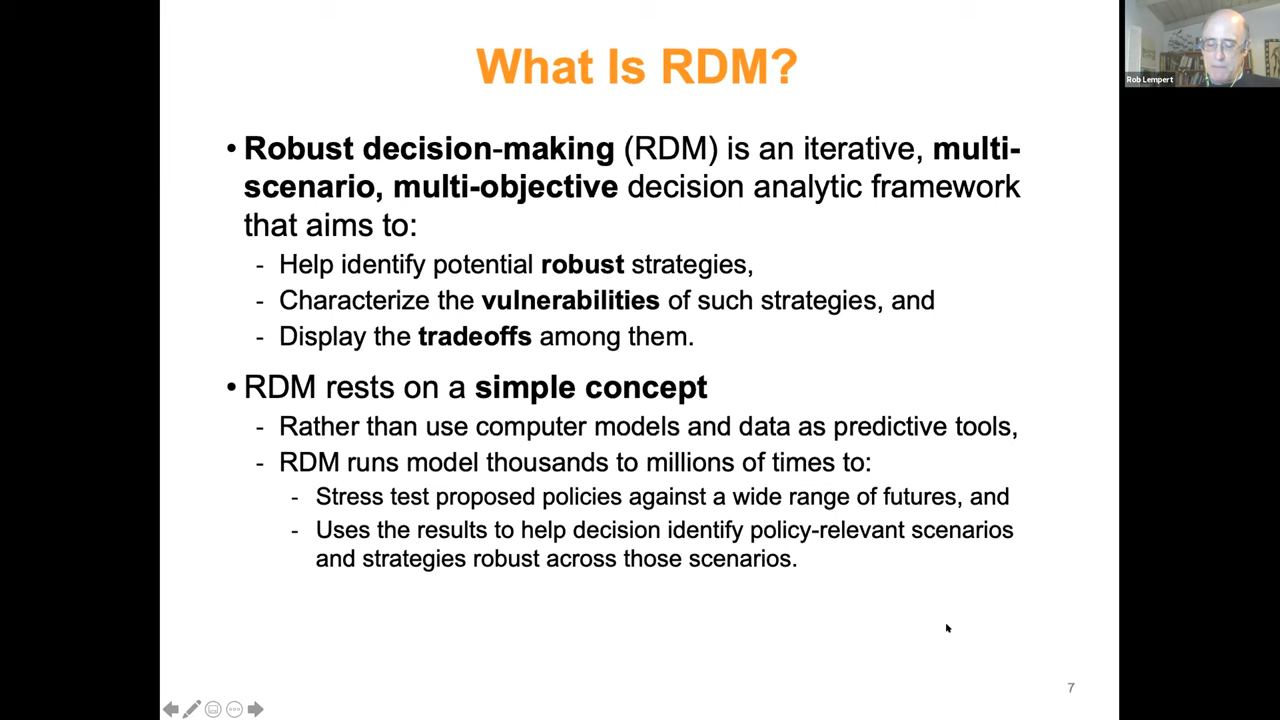 What Is RDM?
Rob Lempert
• Robust decision-making (RDM) is an iterative, multi-
scenario, multi-objective decision analytic framework
that aims to:
- Help identify potential robust strategies,
- Characterize the vulnerabilities of such strategies, and
- Display the tradeoffs among them.
• RDM rests on a simple concept
- Rather than use computer models and data as predictive tools,
- RDM runs model thousands to millions of times to:
- Stress test proposed policies against a wide range of futures, and
- Uses the results to help decision identify policy-relevant scenarios
and strategies robust across those scenarios.
7